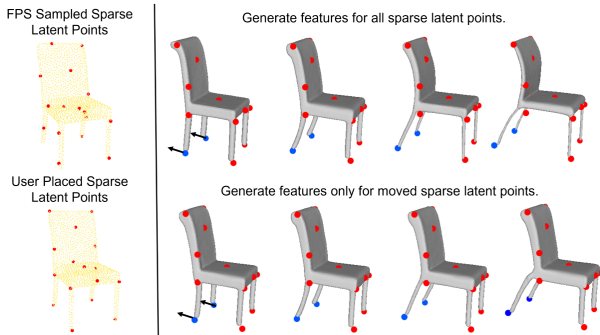 FPS Sampled Sparse
Latent Points
Generate features for all sparse latent points.
User Placed Sparse
Latent Points
Generate features only for moved sparse latent points.